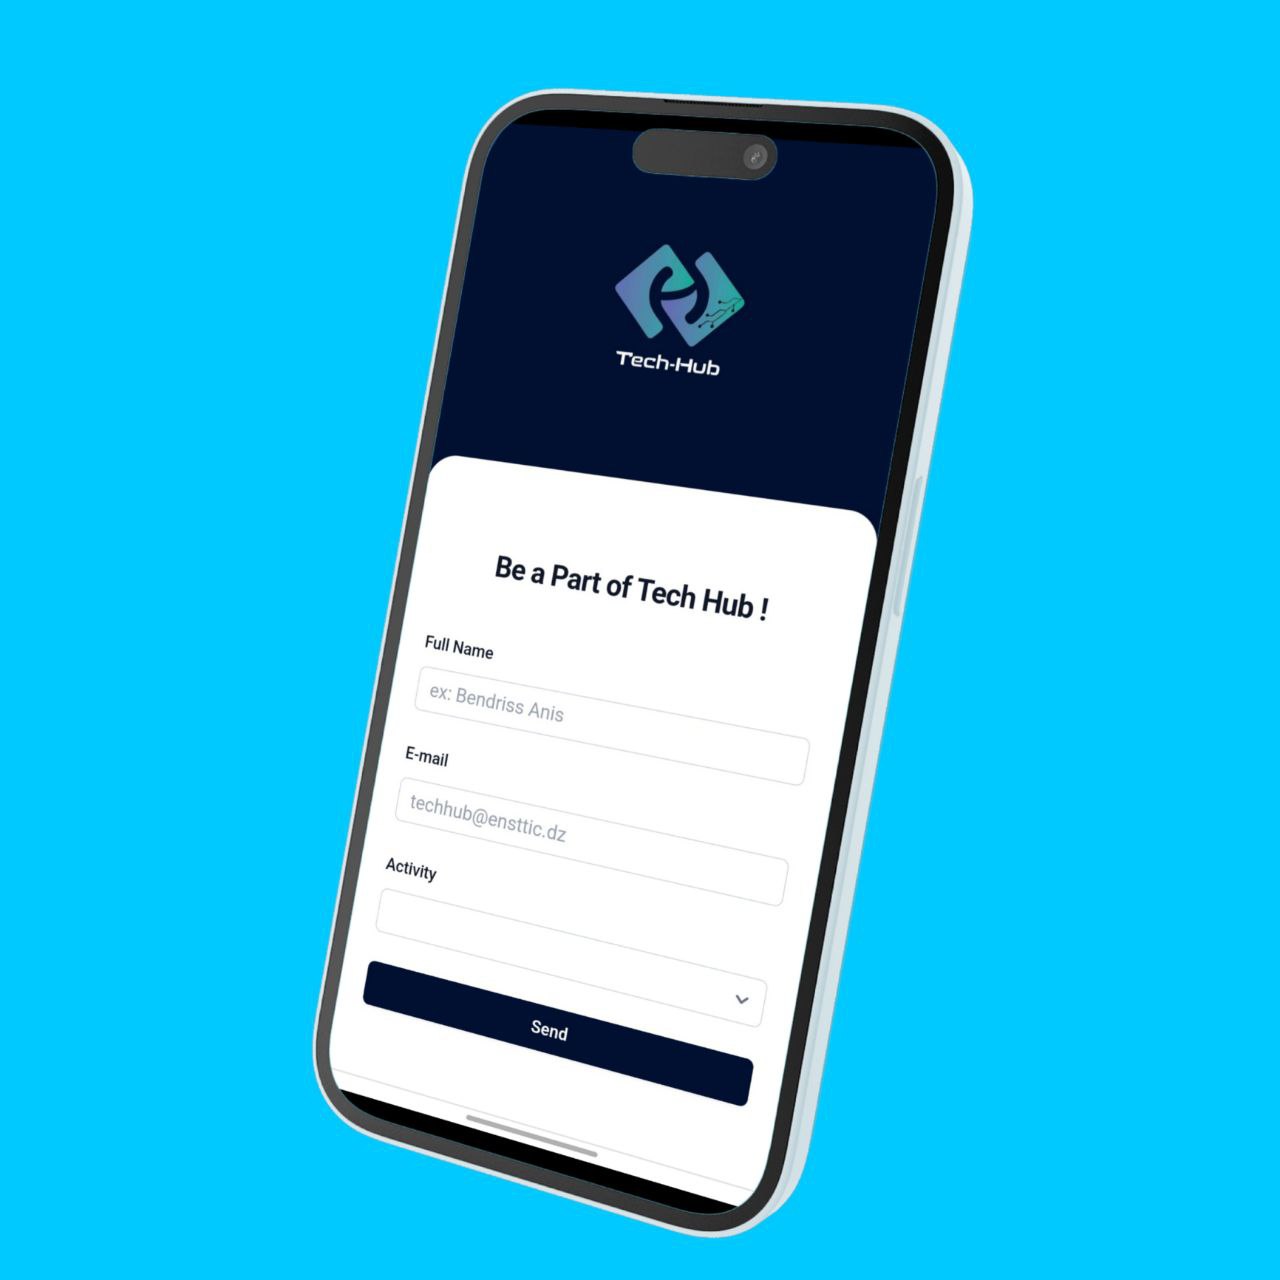 Tech-Hub
Be a Part of Tech Hub !
Full Name
ex: Bendriss Anis
E-mail
techhub@ensttic.dz
Activity
Send